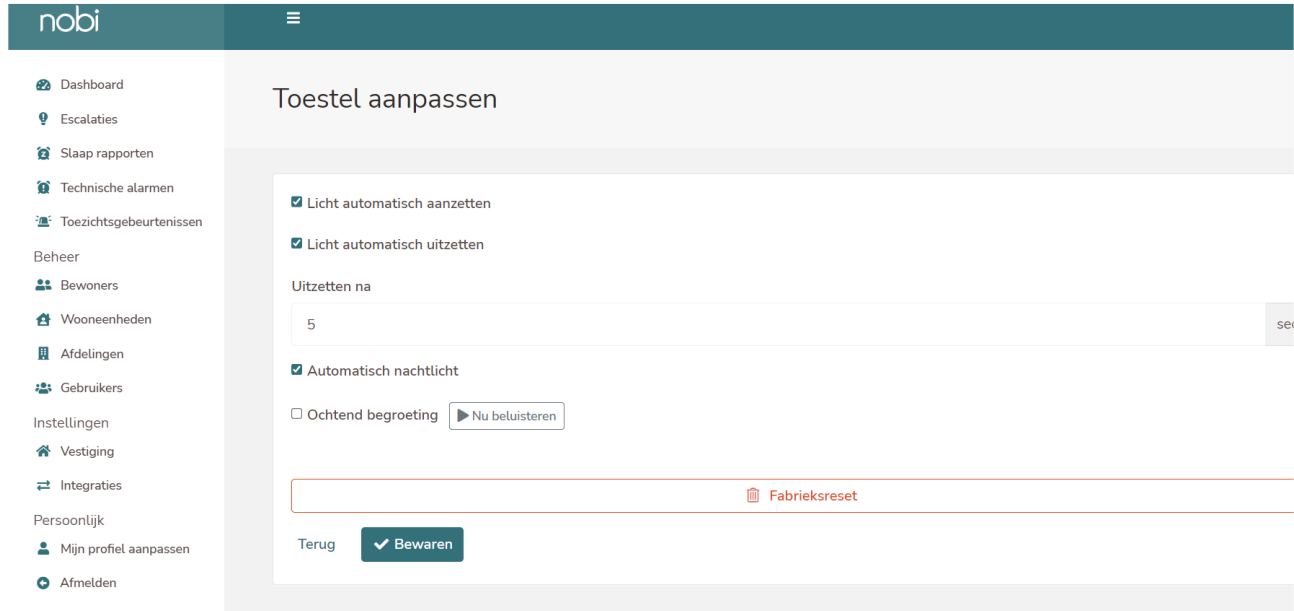 nobi
Dashboard
Escalaties
Slaap rapporten
Technische alarmen
Toezichtsgebeurtenissen
Beheer
Bewoners
Wooneenheden
Afdelingen
Gebruikers
Instellingen
Vestiging
Integraties
Persoonlijk
Mijn profiel aanpassen
Afmelden
Toestel aanpassen
Licht automatisch aanzetten
Licht automatisch uitzetten
Uitzetten na
5
Automatisch nachtlicht
Ochtend begroeting Nu beluisteren
Fabrieksreset
Terug Bewaren